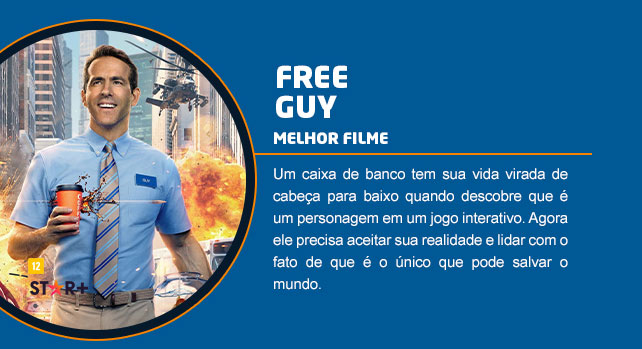 FREE
GUY
MELHOR FILME
Um caixa de banco tem sua vida virada de
cabeça para baixo quando descobre que é
um personagem em um jogo interativo. Agora
ele precisa aceitar sua realidade e lidar com o
fato de que é o único que pode salvar o
mundo.
GUY
12
STAR+